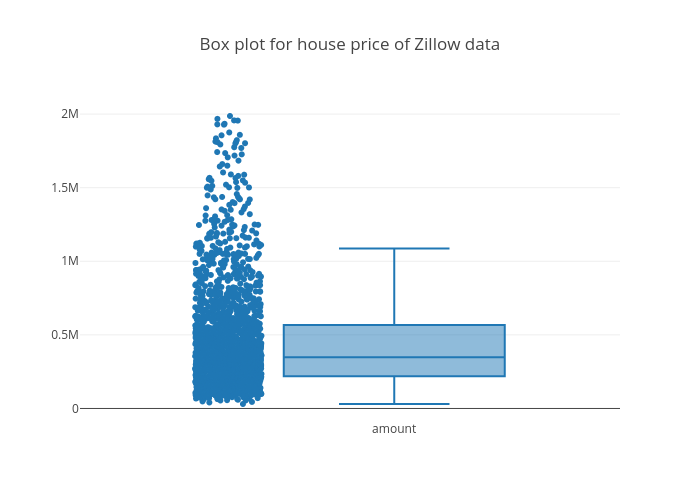 Box plot for house price of Zillow data
2M
1.5M
1M
0.5M
0
amount